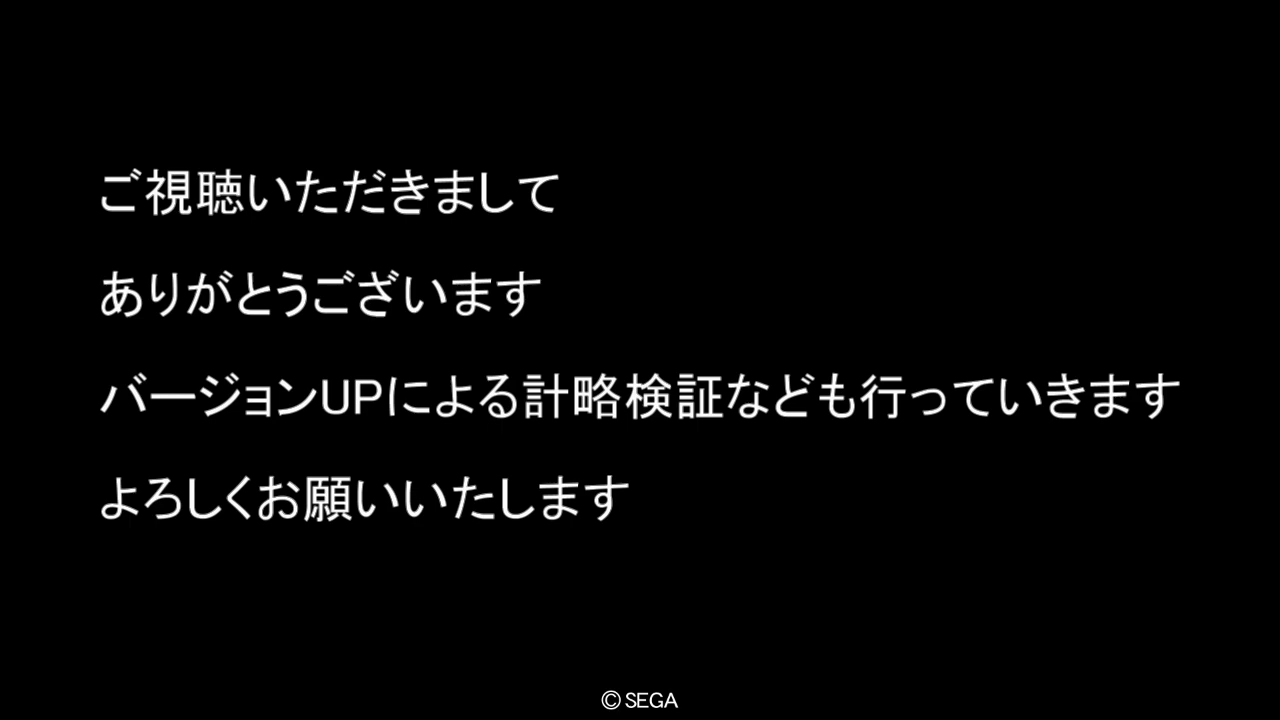 ご視聴いただきまして
ありがとうございます
バージョンUPによる計略検証なども行っていきます
よろしくお願いいたします
© SEGA